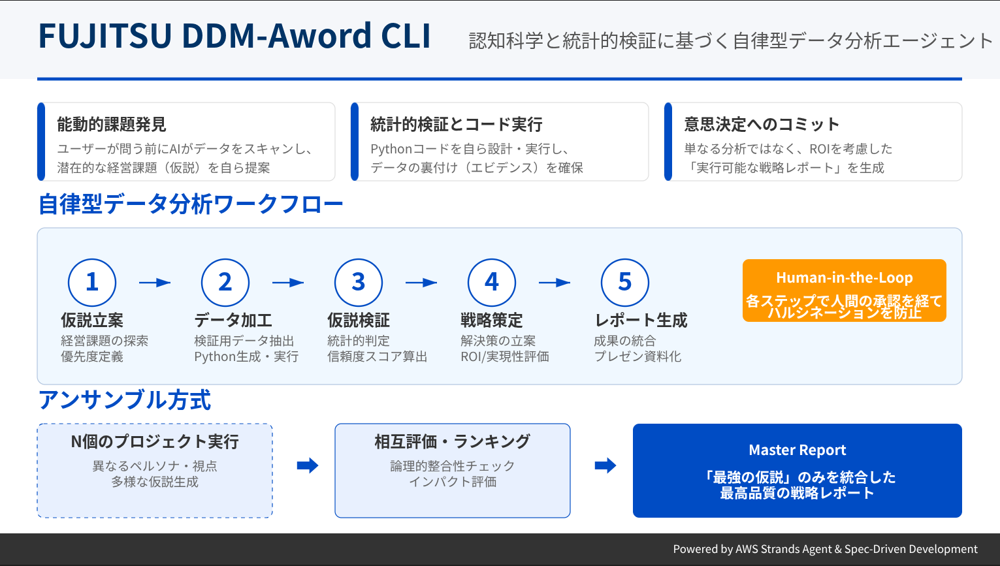 FUJITSU DDM-Aword CLI
認知科学と統計的検証に基づく自律型データ分析エージェント
能動的課題発見
ユーザーが問う前にAIがデータをスキャンし、
潜在的な経営課題（仮説）を自ら提案
統計的検証とコード実行
Pythonコードを自ら設計・実行し、
データの裏付け（エビデンス）を確保
意思決定へのコミット
単なる分析ではなく、ROIを考慮した
「実行可能な戦略レポート」を生成
自律型データ分析ワークフロー
1
仮説立案
経営課題の探索
優先度定義
2
データ加工
検証用データ抽出
Python生成・実行
3
仮説検証
統計的判定
信頼度スコア算出
4
戦略策定
解決策の立案
ROI/実現性評価
5
レポート生成
成果の統合
プレゼン資料化
Human-in-the-Loop
各ステップで人間の承認を経て
ハルシネーションを防止
アンサンブル方式
N個のプロジェクト実行
異なるペルソナ・視点
多様な仮説生成
相互評価・ランキング
論理的整合性チェック
インパクト評価
Master Report
「最強の仮説」のみを統合した
最高品質の戦略レポート
Powered by AWS Strands Agent & Spec-Driven Development